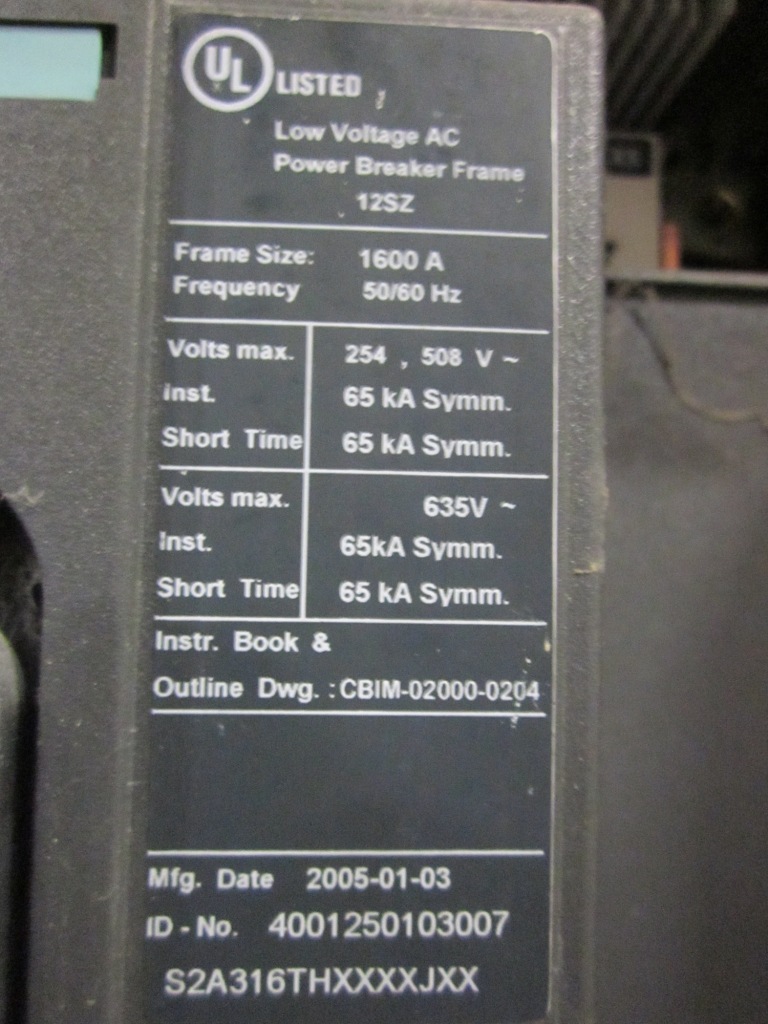 UL LISTED
Low Voltage AC
Power Breaker Frame
12SZ
Frame Size: 1600 A
Frequency 50/60 Hz
Volts max. 254 , 508 V ~
Inst. 65 kA Symm.
Short Time 65 kA Symm.
Volts max. 635V ~
Inst. 65kA Symm.
Short Time 65 kA Symm.
Instr. Book &
Outline Dwg. : CBIM-02000-0204
Mfg. Date 2005-01-03
ID - No. 4001250103007
S2A316THXXXXJXX